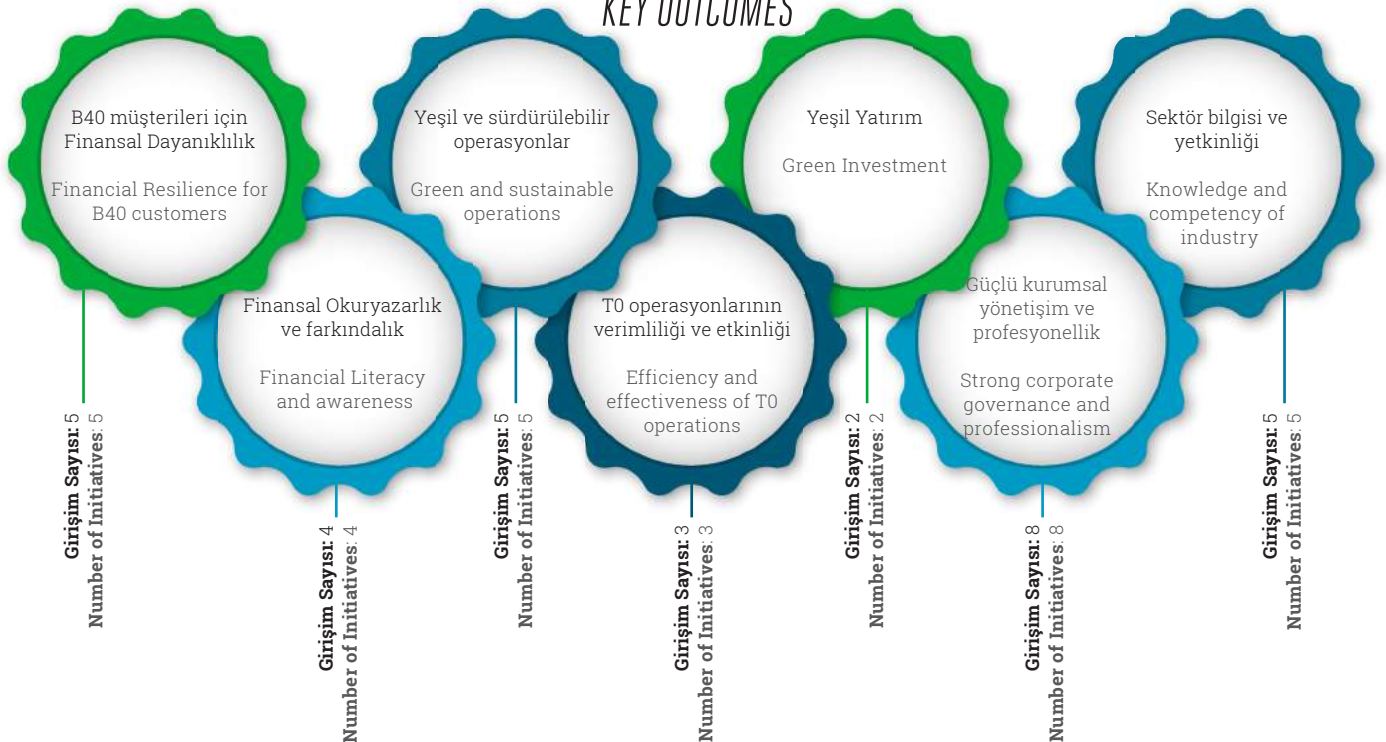 KEY OUTCOMES
B40 müşterileri için
Finansal Dayanıklılık
Financial Resilience for
B40 customers
Girişim Sayısı: 5
Number of Initiatives: 5
Finansal Okuryazarlık
ve farkındalık
Financial Literacy
and awareness
Girişim Sayısı: 4
Number of Initiatives: 4
Yeşil ve sürdürülebilir
operasyonlar
Green and sustainable
operations
Girişim Sayısı: 5
Number of Initiatives: 5
T0 operasyonlarının
verimliliği ve etkinliği
Efficiency and
effectiveness of T0
operations
Girişim Sayısı: 3
Number of Initiatives: 3
Yeşil Yatırım
Green Investment
Girişim Sayısı: 2
Number of Initiatives: 2
Güçlü kurumsal
yönetişim ve
profesyonellik
Strong corporate
governance and
professionalism
Girişim Sayısı: 8
Number of Initiatives: 8
Sektör bilgisi ve
yetkinliği
Knowledge and
competency of
industry
Girişim Sayısı: 5
Number of Initiatives: 5